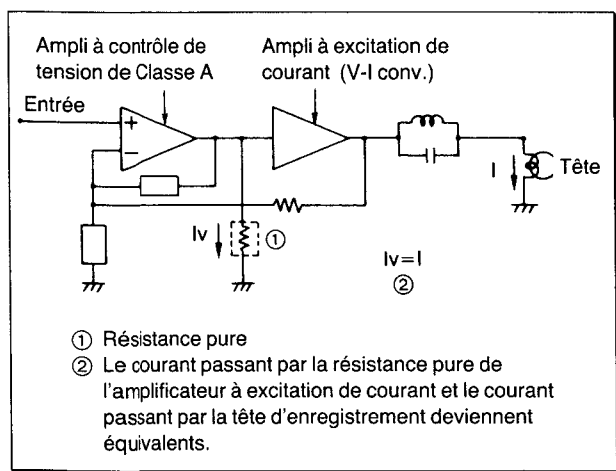 Ampli à contrôle de
tension de Classe A
Ampli à excitation de
courant (V-I conv.)
Entrée
+
−
I
Tête
Iv
①
Iv=I
②
① Résistance pure
② Le courant passant par la résistance pure de
l'amplificateur à excitation de courant et le courant
passant par la tête d'enregistrement deviennent
équivalents.